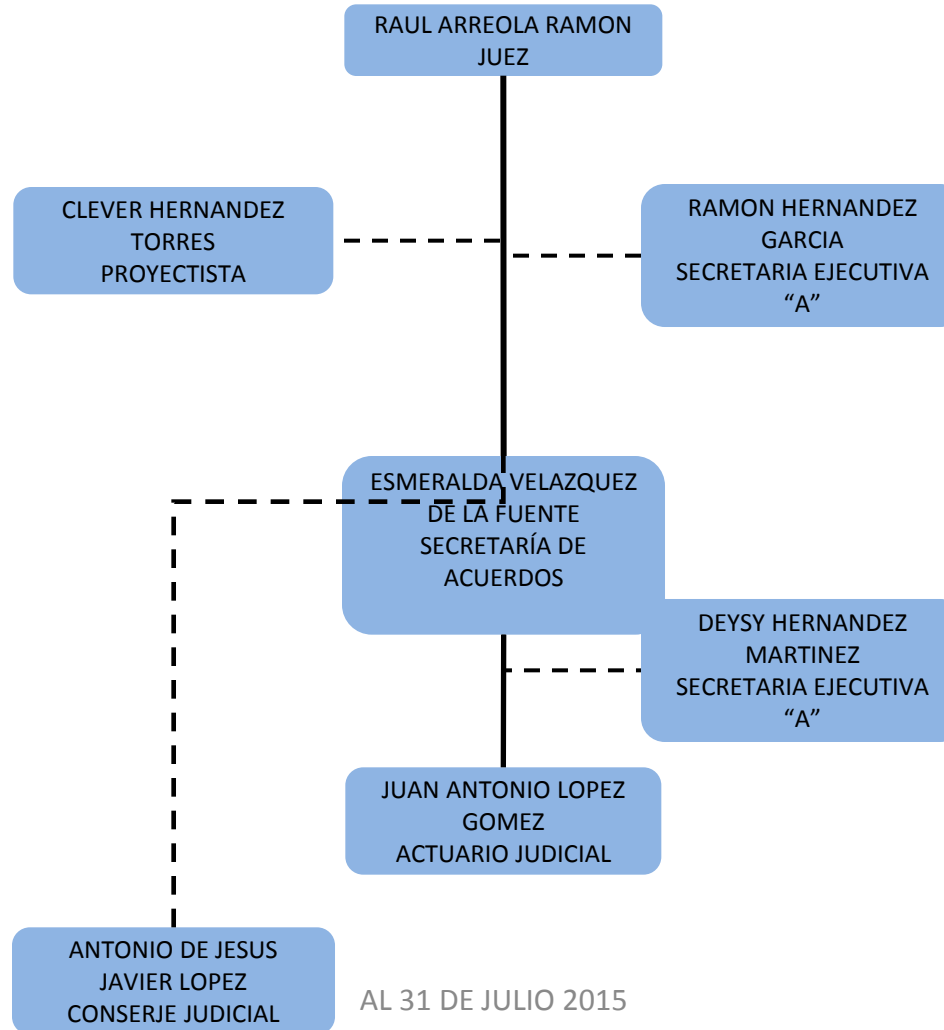 RAUL ARREOLA RAMON
JUEZ
CLEVER HERNANDEZ
TORRES
PROYECTISTA
RAMON HERNANDEZ
GARCIA
SECRETARIA EJECUTIVA
“A”
ESMERALDA VELAZQUEZ
DE LA FUENTE
SECRETARÍA DE
ACUERDOS
DEYSY HERNANDEZ
MARTINEZ
SECRETARIA EJECUTIVA
“A”
JUAN ANTONIO LOPEZ
GOMEZ
ACTUARIO JUDICIAL
ANTONIO DE JESUS
JAVIER LOPEZ
CONSERJE JUDICIAL
AL 31 DE JULIO 2015